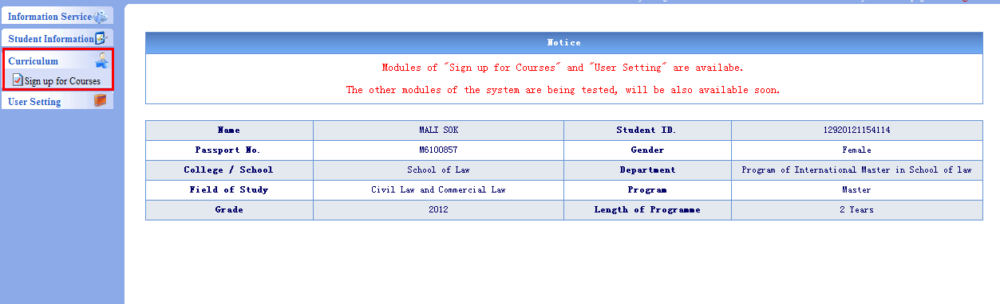 Information Service
Student Information
Curriculum
Sign up for Courses
User Setting
Notice
Modules of "Sign up for Courses" and "User Setting" are availabe.
The other modules of the system are being tested, will be also available soon.
Name MALI SOK Student ID. 12920121154114
Passport No. M6100857 Gender Female
College / School School of Law Department Program of International Master in School of law
Field of Study Civil Law and Commercial Law Program Master
Grade 2012 Length of Programme 2 Years